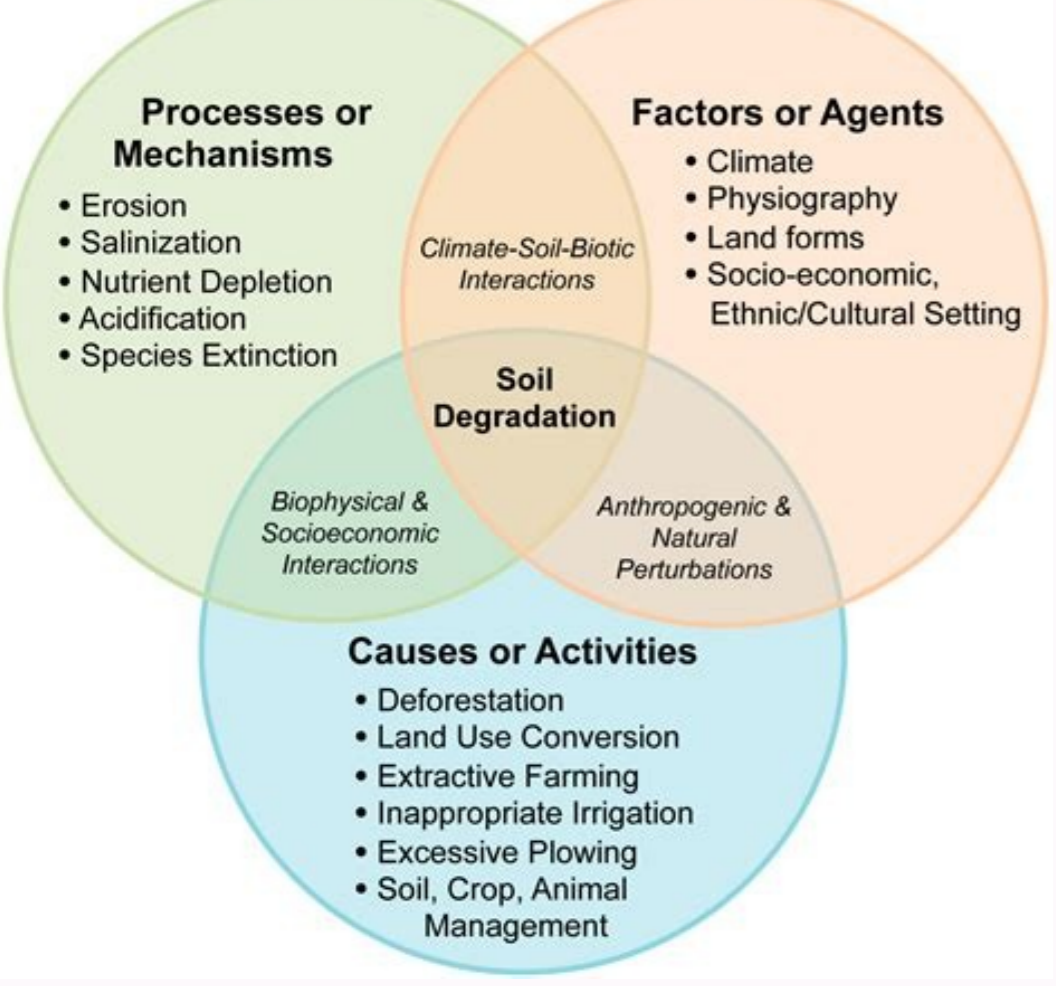 Processes or
Mechanisms
• Erosion
• Salinization
• Nutrient Depletion
• Acidification
• Species Extinction
Factors or Agents
• Climate
• Physiography
• Land forms
• Socio-economic,
Ethnic/Cultural Setting
Climate-Soil-Biotic
Interactions
Soil
Degradation
Biophysical &
Socioeconomic
Interactions
Anthropogenic &
Natural
Perturbations
Causes or Activities
• Deforestation
• Land Use Conversion
• Extractive Farming
• Inappropriate Irrigation
• Excessive Plowing
• Soil, Crop, Animal
Management